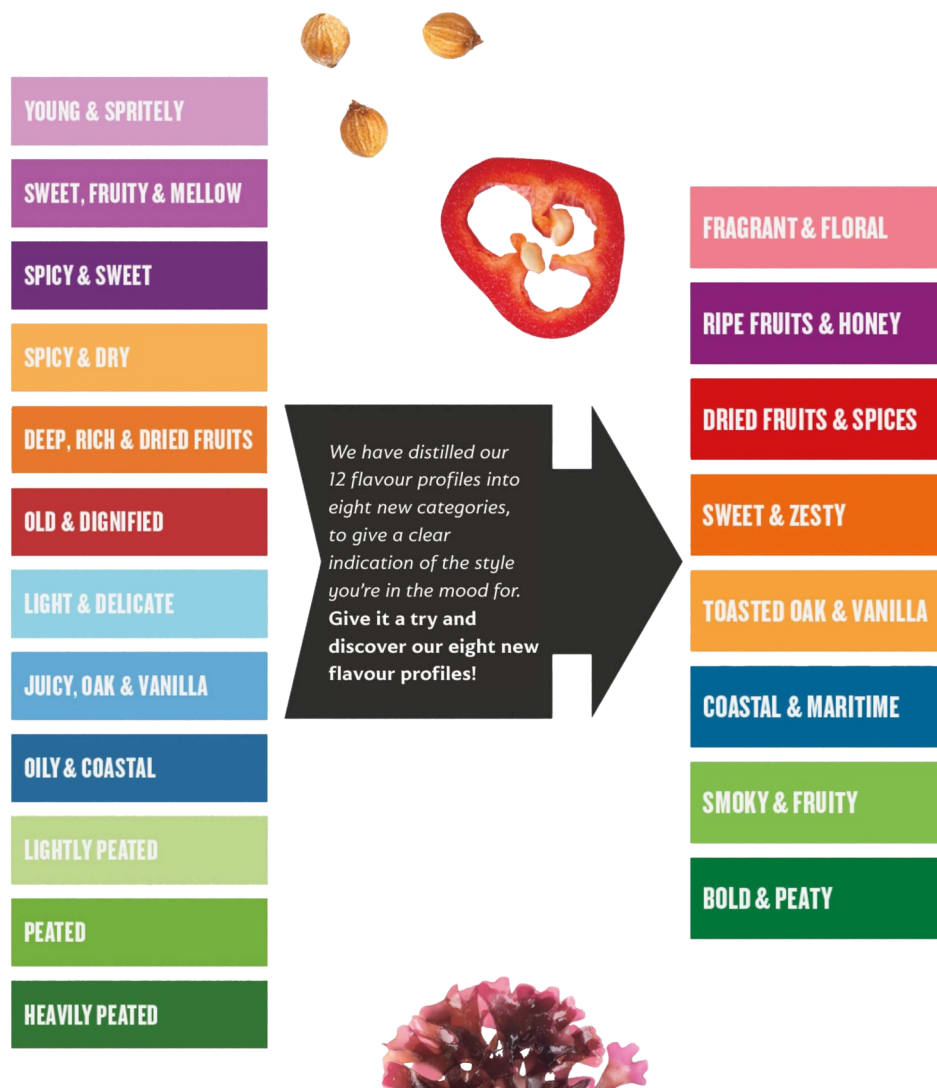 YOUNG & SPRITELY
SWEET, FRUITY & MELLOW
SPICY & SWEET
SPICY & DRY
DEEP, RICH & DRIED FRUITS
OLD & DIGNIFIED
LIGHT & DELICATE
JUICY, OAK & VANILLA
OILY & COASTAL
LIGHTLY PEATED
PEATED
HEAVILY PEATED
We have distilled our
12 flavour profiles into
eight new categories,
to give a clear
indication of the style
you're in the mood for.
Give it a try and
discover our eight new
flavour profiles!
FRAGRANT & FLORAL
RIPE FRUITS & HONEY
DRIED FRUITS & SPICES
SWEET & ZESTY
TOASTED OAK & VANILLA
COASTAL & MARITIME
SMOKY & FRUITY
BOLD & PEATY